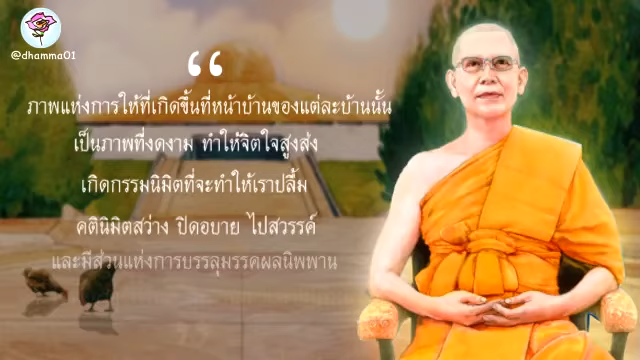 @dhamma01
“
ภาพแห่งการให้ที่เกิดขึ้นที่หน้าบ้านของแต่ละบ้านนั้น
เป็นภาพที่งดงาม ทำให้จิตใจสูงส่ง
เกิดกรรมนิมิตที่จะทำให้เราปลื้ม
คตินิมิตสว่าง ปิดอบาย ไปสวรรค์
และมีส่วนแห่งการบรรลุมรรคผลนิพพาน